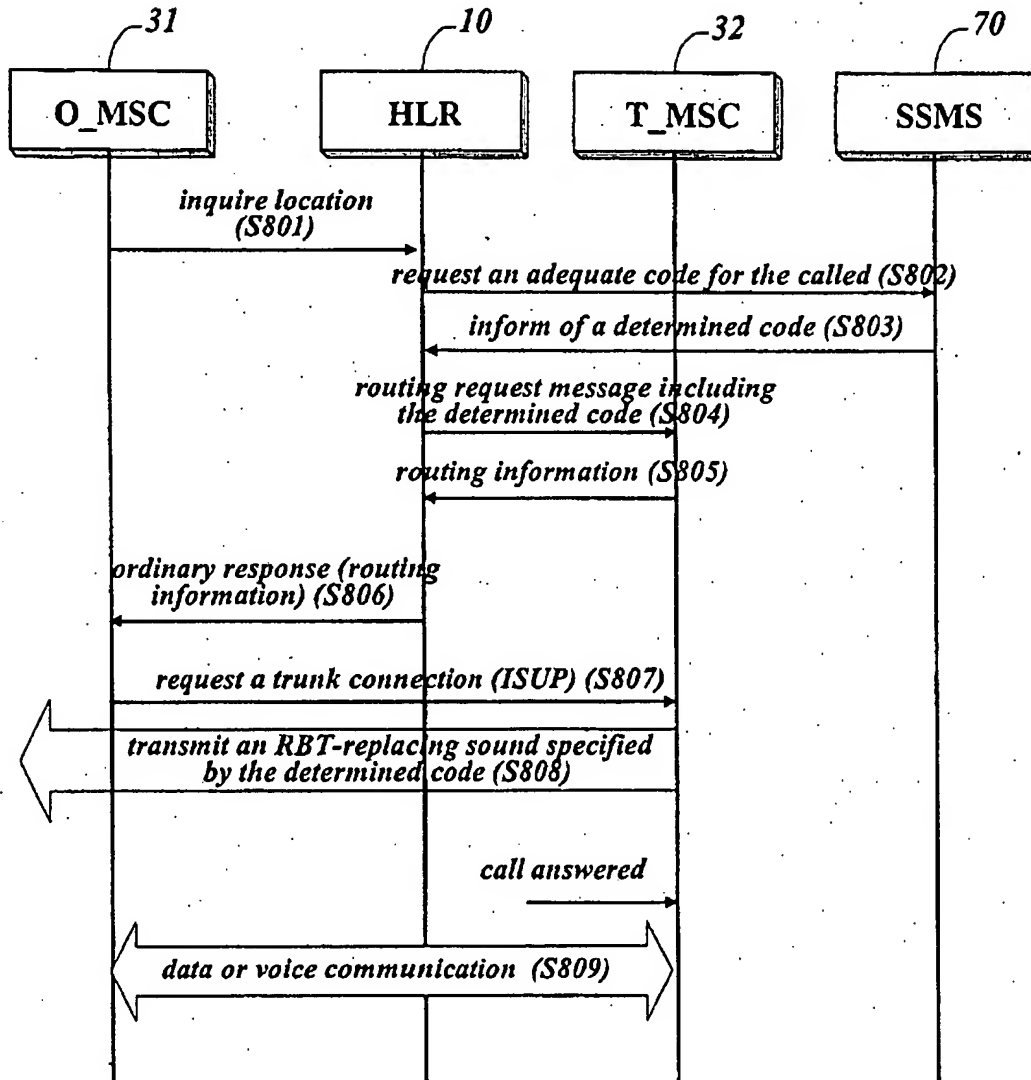 31
10
32
70
O_MSC
HLR
T_MSC
SSMS
inquire location
(S801)
request an adequate code for the called (S802)
inform of a determined code (S803)
routing request message including
the determined code (S804)
routing information (S805)
ordinary response (routing
information) (S806)
request a trunk connection (ISUP) (S807)
transmit an RBT-replacing sound specified
by the determined code (S808)
call answered
data or voice communication (S809)